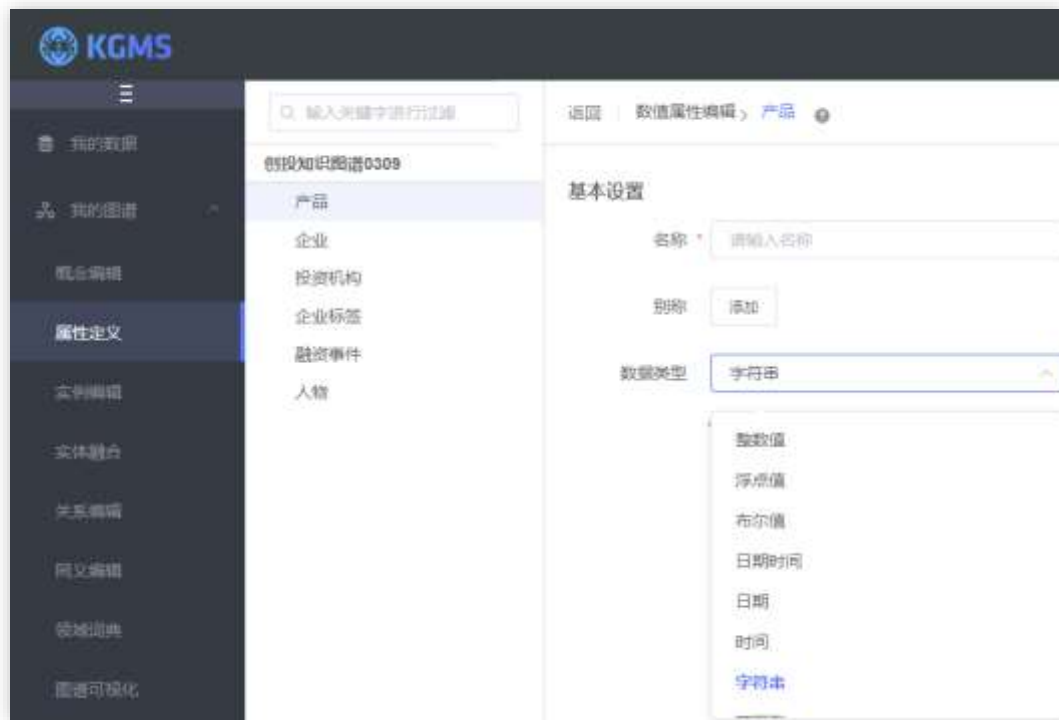 KGMS
我的数据
我的图谱
概念编辑
属性定义
实例编辑
实体融合
关系编辑
同义编辑
领域词典
图谱可视化
输入关键字进行过滤
创投知识图谱0309
产品
企业
投资机构
企业标签
融资事件
人物
返回 数值属性编辑 > 产品
基本设置
名称 * 请输入名称
别称 添加
数据类型 字符串
整数值
浮点值
布尔值
日期时间
日期
时间
字符串